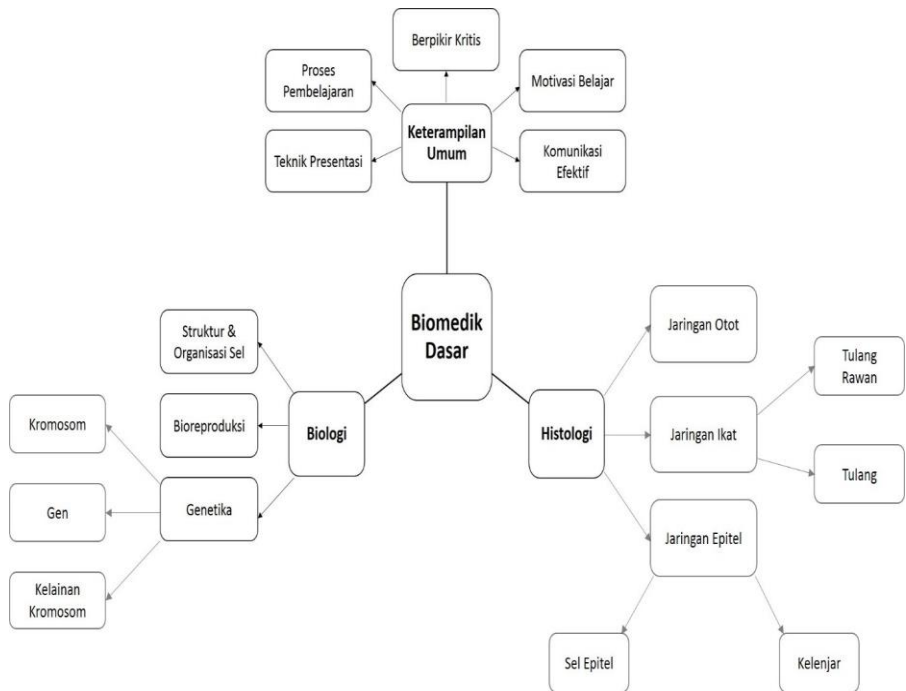 Berpikir Kritis
Proses
Pembelajaran
Motivasi Belajar
Keterampilan
Umum
Teknik Presentasi
Komunikasi
Efektif
Biomedik
Dasar
Struktur &
Organisasi Sel
Jaringan Otot
Tulang
Rawan
Kromosom
Bioreproduksi
Biologi
Histologi
Jaringan Ikat
Tulang
Gen
Genetika
Jaringan Epitel
Kelainan
Kromosom
Sel Epitel
Kelenjar